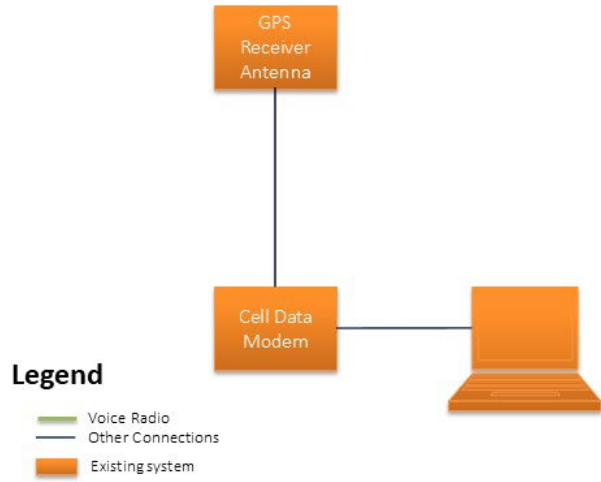 GPS
Receiver
Antenna
Cell Data
Modem
Legend
Voice Radio
Other Connections
Existing system